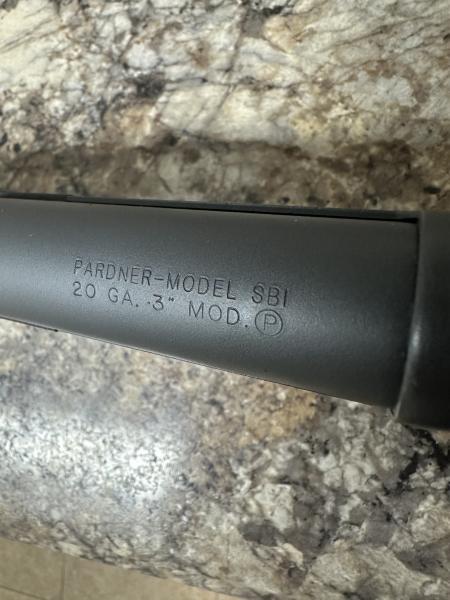 PARDNER-MODEL SBI
20 GA. 3" MOD. Ⓟ